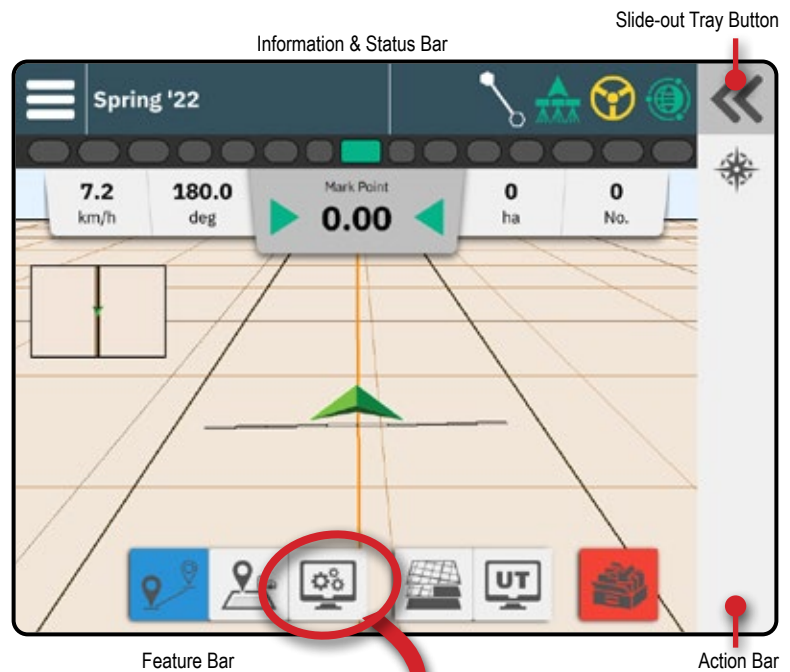 Slide-out Tray Button
Information & Status Bar
Spring '22
7.2
km/h
180.0
deg
Mark Point
0.00
0
ha
0
No.
UT
Feature Bar
Action Bar